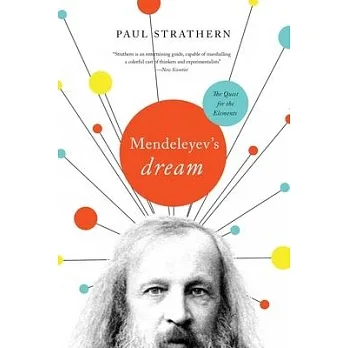 PAUL STRATHERN
"Strathern is an entertaining guide, capable of marshalling
a colorful cast of thinkers and experimentalists"
—New Scientist
The Quest
for the
Elements
Mendeleyev's
dream